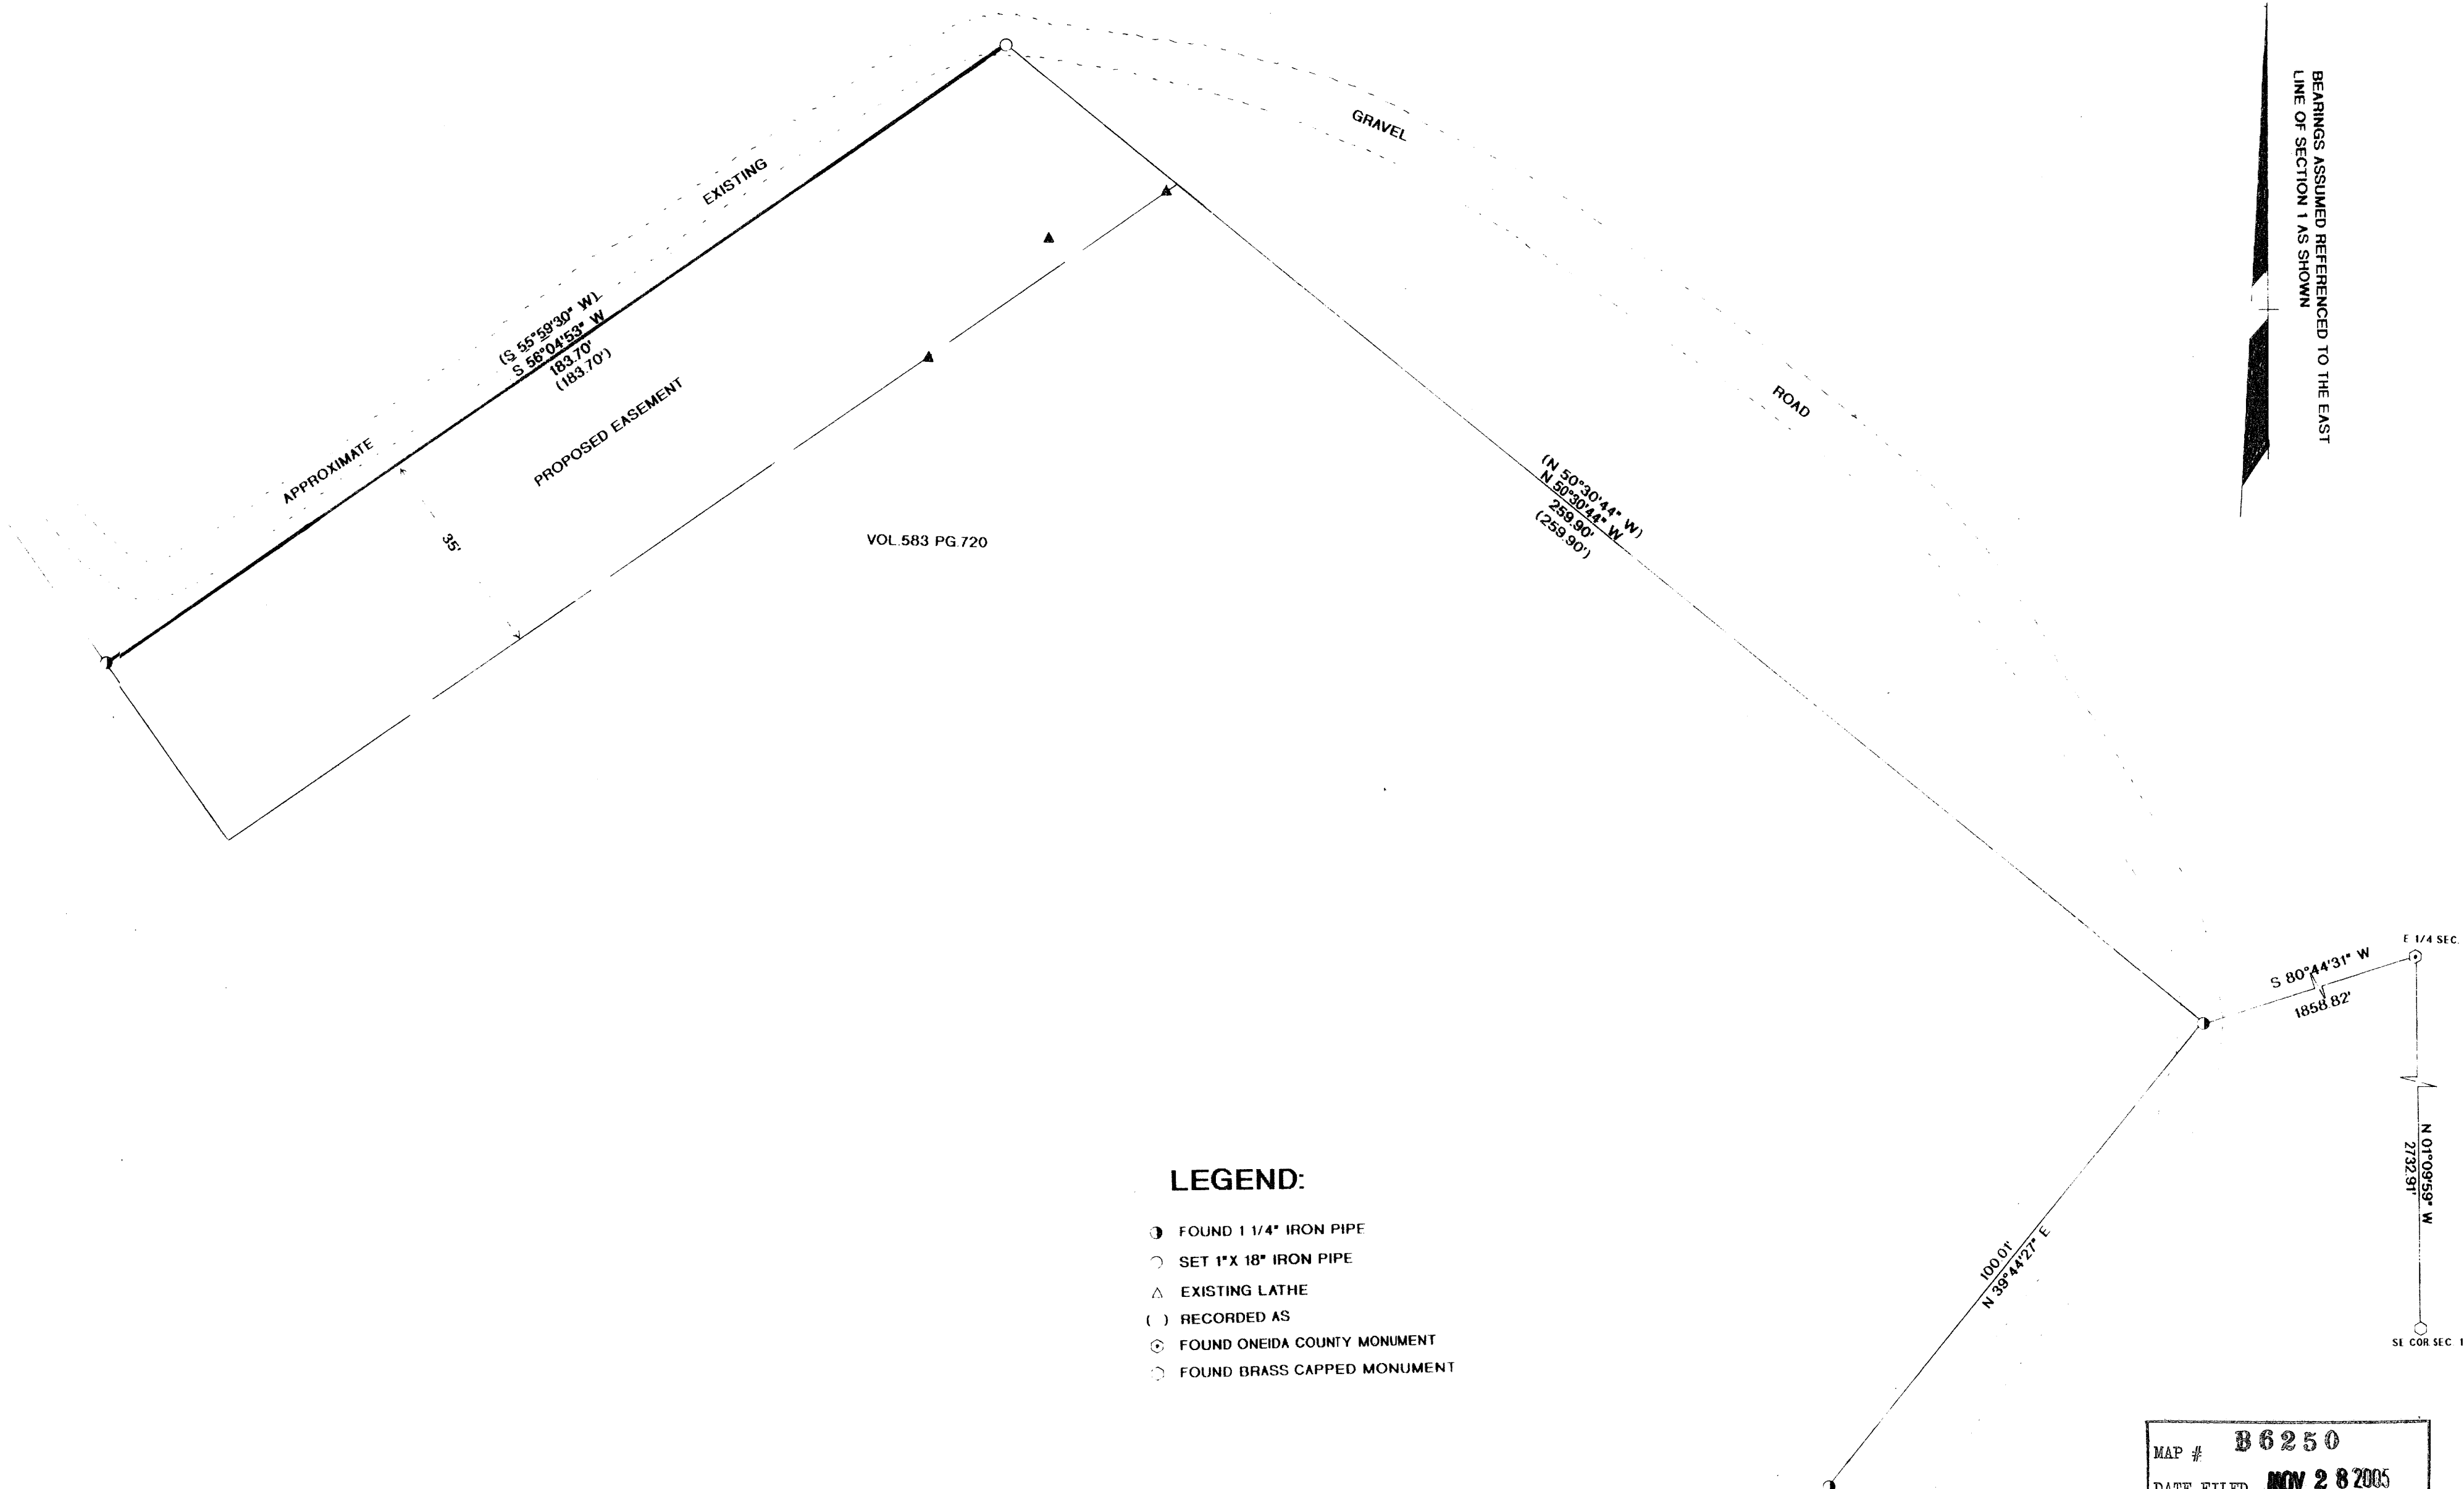 BEARINGS ASSUMED REFERENCED TO THE EAST
LINE OF SECTION 1 AS SHOWN
GRAVEL
EXISTING
(S 55°59'30" W)
S 56°04'53" W
183.70'
(183.70')
PROPOSED EASEMENT
APPROXIMATE
35'
ROAD
(N 50°30'44" W)
N 50°30'44" W
259.90'
(259.90')
VOL.583 PG.720
E 1/4 SEC.
S 80°44'31" W
1858.82'
N 01°09'59" W
2732.91'
SE COR SEC 1
100.01'
N 39°44'27" E
LEGEND:
FOUND 1 1/4" IRON PIPE
SET 1"X 18" IRON PIPE
EXISTING LATHE
( ) RECORDED AS
FOUND ONEIDA COUNTY MONUMENT
FOUND BRASS CAPPED MONUMENT
MAP # B6250
DATE FILED NOV 28 2005